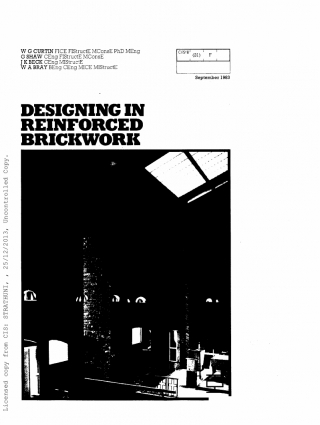 W G CURTIN FICE FIStructE MConsE PhD MEng
G SHAW CEng FIStructE MConsE
J K BECK CEng MIStructE
W A BRAY BEng CEng MICE MIStructE
CI/SfB
(21) F
September 1983
DESIGNING IN
REINFORCED
BRICKWORK
Licensed copy from CIS: STRATHUNI, , 25/12/2013, Uncontrolled Copy.